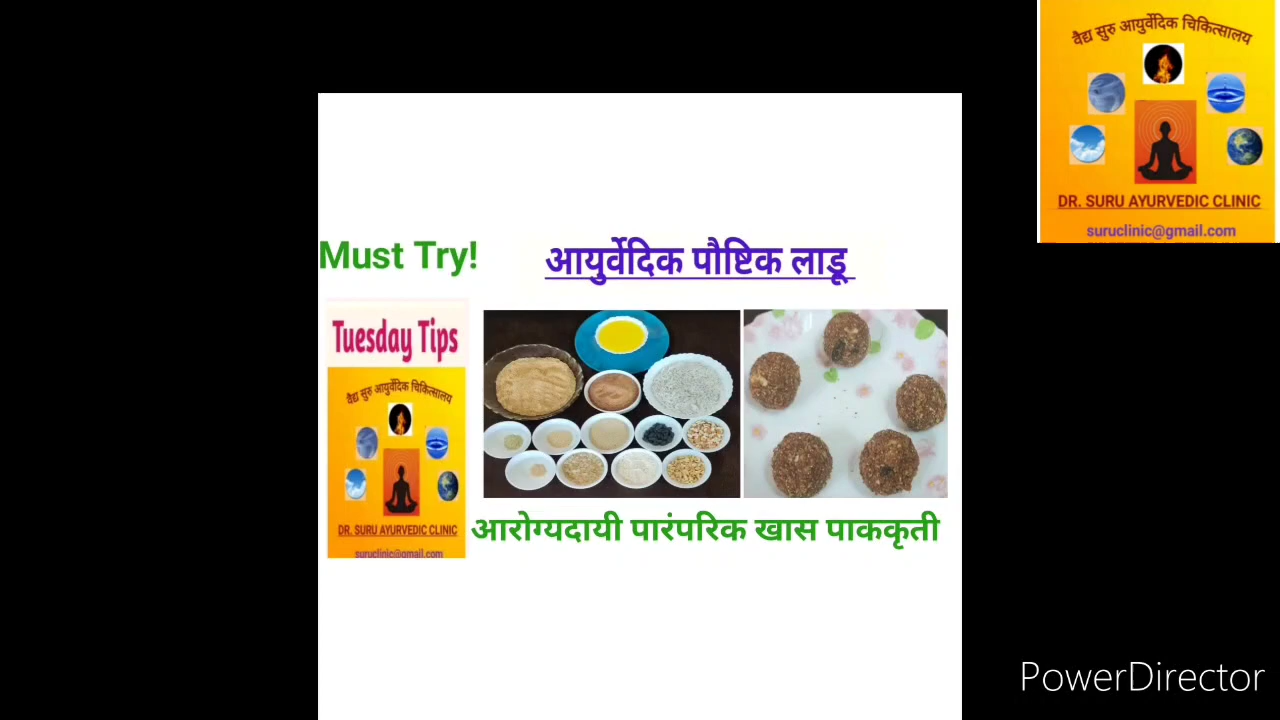 वैद्य सुरु आयुर्वेदिक चिकित्सालय
DR. SURU AYURVEDIC CLINIC
suruclinic@gmail.com
Must Try!
आयुर्वेदिक पौष्टिक लाडू
Tuesday Tips
वैद्य सुरु आयुर्वेदिक चिकित्सालय
DR. SURU AYURVEDIC CLINIC
suruclinic@gmail.com
आरोग्यदायी पारंपरिक खास पाककृती
PowerDirector